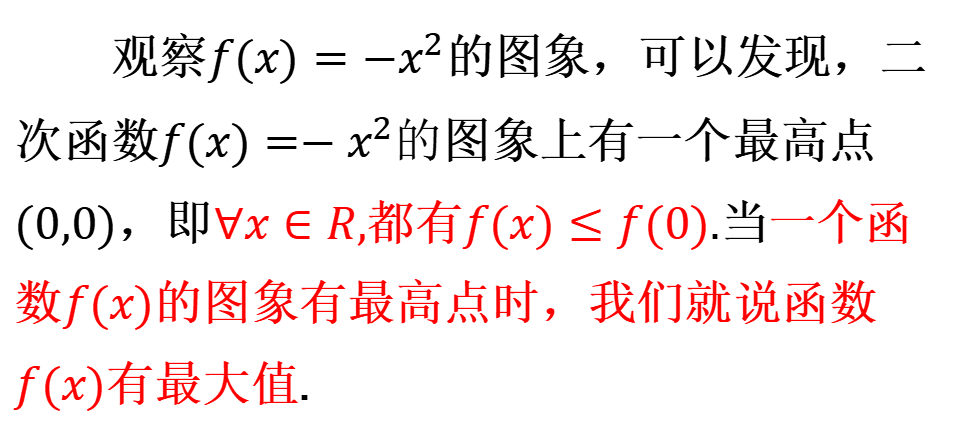 观察f(x) = −x²的图象，可以发现，二
次函数f(x) =− x²的图象上有一个最高点
(0,0)，即∀x ∈ R,都有f(x) ≤ f(0).当一个函
数f(x)的图象有最高点时，我们就说函数
f(x)有最大值.